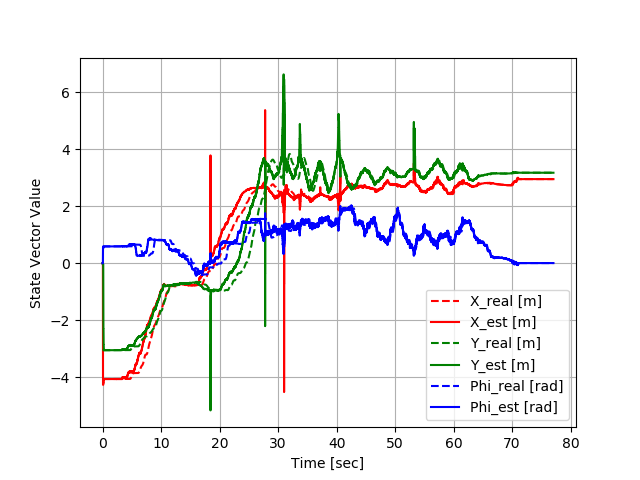 6
4
2
0
−2
−4
State Vector Value
X_real [m]
X_est [m]
Y_real [m]
Y_est [m]
Phi_real [rad]
Phi_est [rad]
0 10 20 30 40 50 60 70 80
Time [sec]